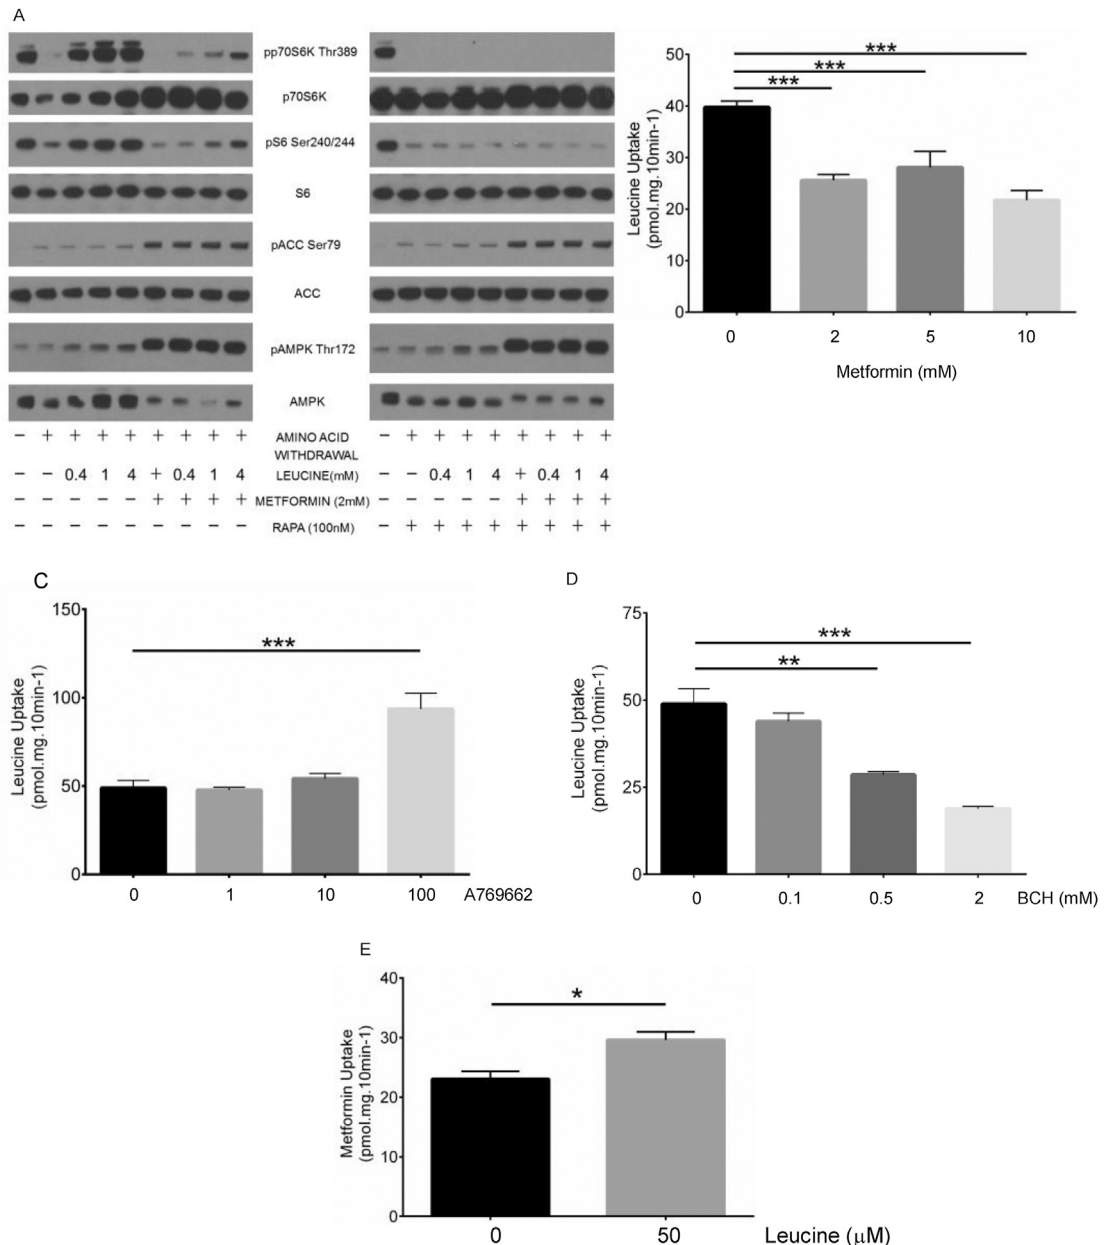 A
pp70S6K Thr389
p70S6K
pS6 Ser240/244
S6
pACC Ser79
ACC
pAMPK Thr172
AMPK
− + + + + + + + + AMINO ACID WITHDRAWAL − + + + + + + + +
− − 0.4 1 4 + 0.4 1 4 LEUCINE(mM) − − 0.4 1 4 + 0.4 1 4
− − − − − + + + + METFORMIN (2mM) − − − − − + + + +
− − − − − − − − − RAPA (100nM) − + + + + + + + +
Leucine Uptake
(pmol.mg.10min-1)
50
40
30
20
10
0
***
***
***
0 2 5 10
Metformin (mM)
C
Leucine Uptake
(pmol.mg.10min-1)
150
100
50
0
***
0 1 10 100 A769662
D
Leucine Uptake
(pmol.mg.10min-1)
75
50
25
0
***
**
0 0.1 0.5 2 BCH (mM)
E
Metformin Uptake
(pmol.mg.10min-1)
40
30
20
10
0
*
0 50 Leucine (µM)